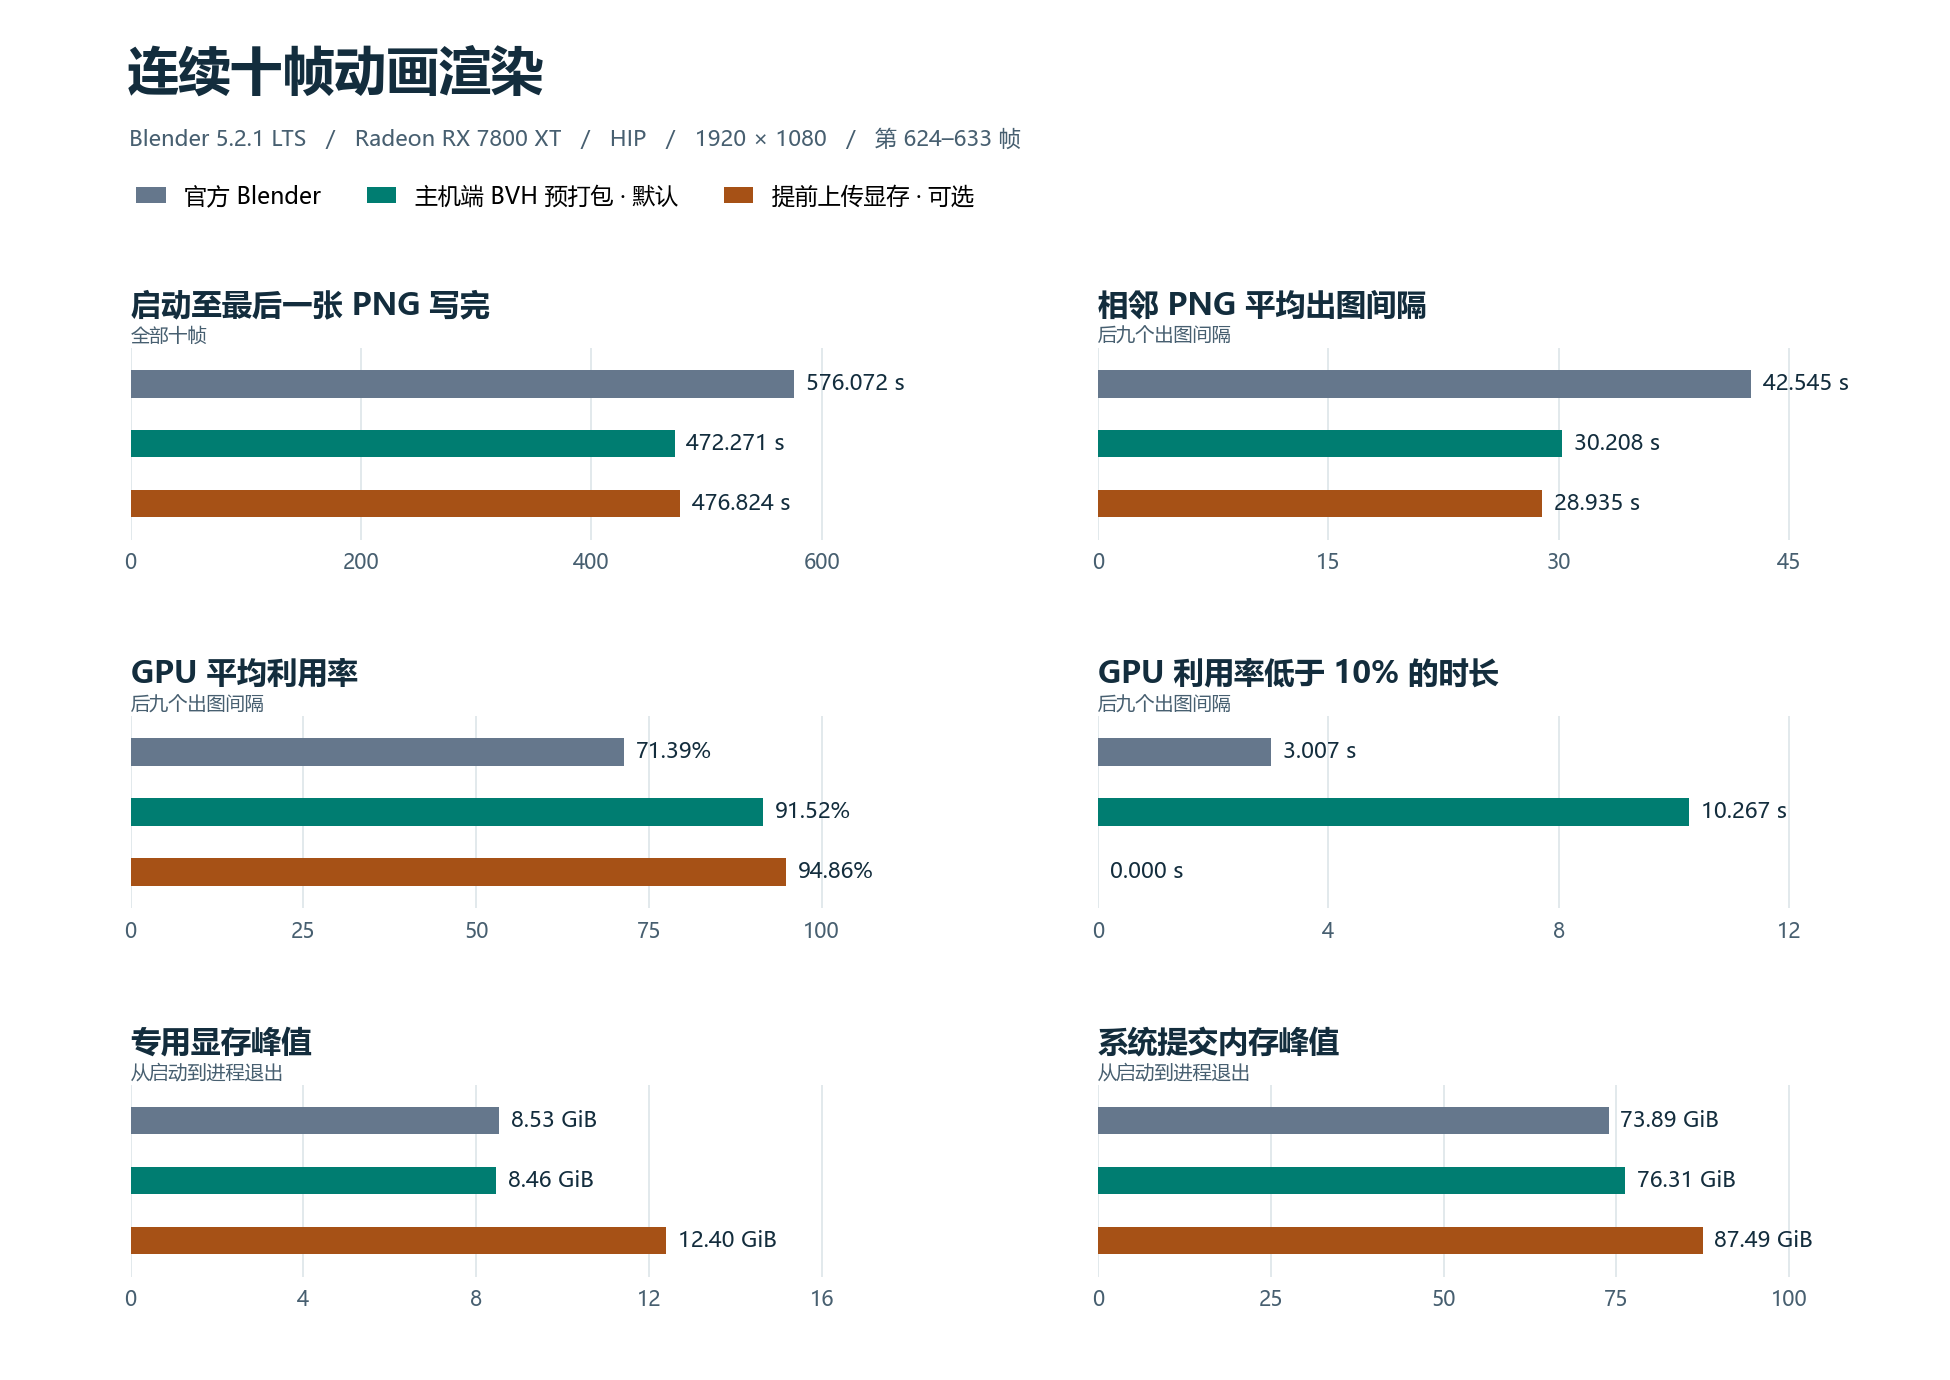 连续十帧动画渲染
Blender 5.2.1 LTS / Radeon RX 7800 XT / HIP / 1920 × 1080 / 第 624–633 帧
官方 Blender 主机端 BVH 预打包 · 默认 提前上传显存 · 可选
启动至最后一张 PNG 写完
全部十帧
576.072 s
472.271 s
476.824 s
0 200 400 600
相邻 PNG 平均出图间隔
后九个出图间隔
42.545 s
30.208 s
28.935 s
0 15 30 45
GPU 平均利用率
后九个出图间隔
71.39%
91.52%
94.86%
0 25 50 75 100
GPU 利用率低于 10% 的时长
后九个出图间隔
3.007 s
10.267 s
0.000 s
0 4 8 12
专用显存峰值
从启动到进程退出
8.53 GiB
8.46 GiB
12.40 GiB
0 4 8 12 16
系统提交内存峰值
从启动到进程退出
73.89 GiB
76.31 GiB
87.49 GiB
0 25 50 75 100